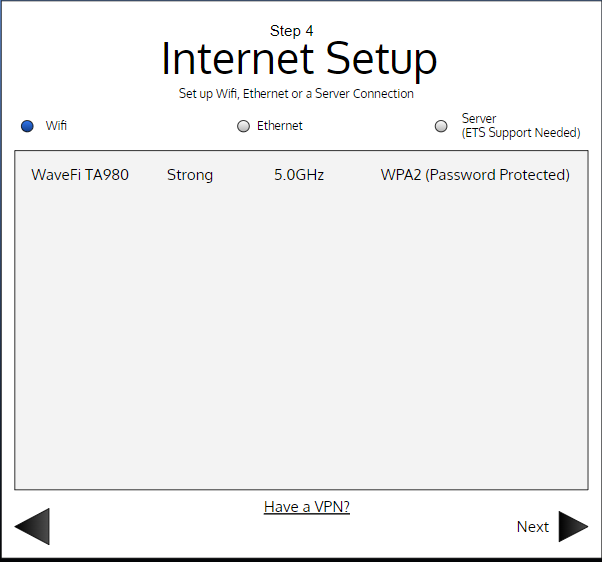 Step 4
Internet Setup
Set up Wifi, Ethernet or a Server Connection
Wifi
Ethernet
Server
(ETS Support Needed)
WaveFi TA980 Strong 5.0GHz WPA2 (Password Protected)
Have a VPN?
Next